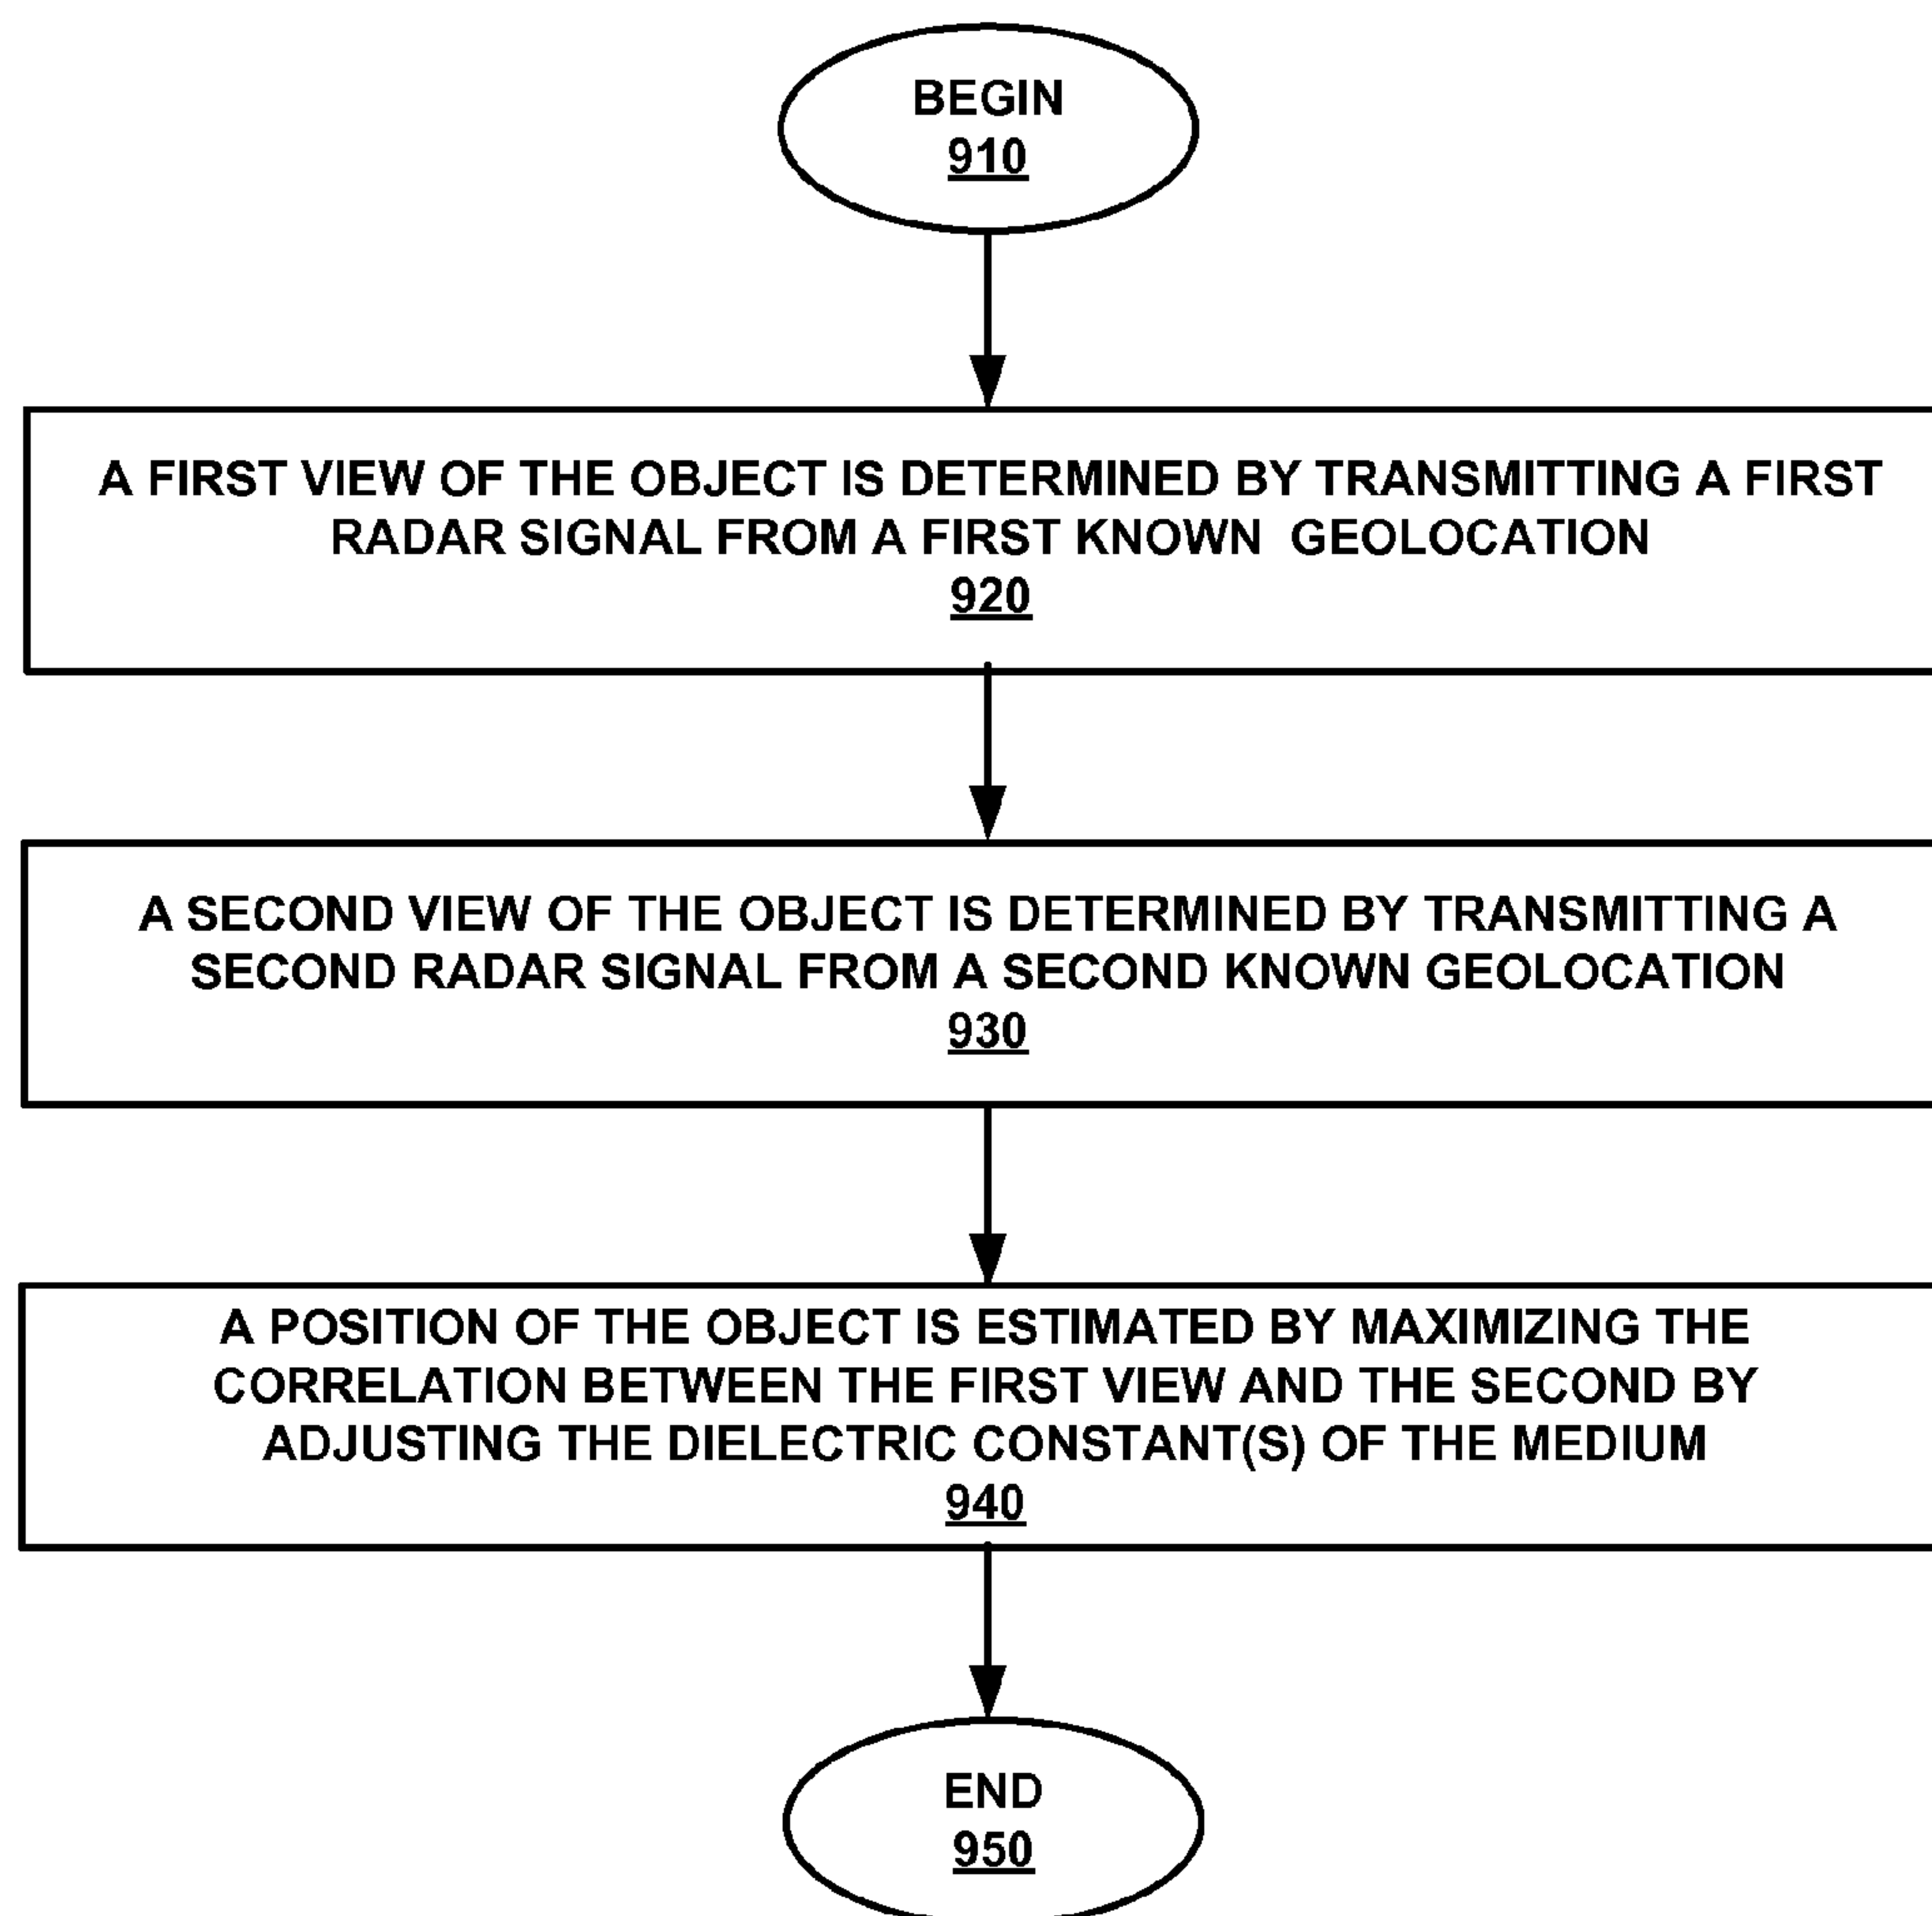 BEGIN
910
A FIRST VIEW OF THE OBJECT IS DETERMINED BY TRANSMITTING A FIRST
RADAR SIGNAL FROM A FIRST KNOWN GEOLOCATION
920
A SECOND VIEW OF THE OBJECT IS DETERMINED BY TRANSMITTING A
SECOND RADAR SIGNAL FROM A SECOND KNOWN GEOLOCATION
930
A POSITION OF THE OBJECT IS ESTIMATED BY MAXIMIZING THE
CORRELATION BETWEEN THE FIRST VIEW AND THE SECOND BY
ADJUSTING THE DIELECTRIC CONSTANT(S) OF THE MEDIUM
940
END
950